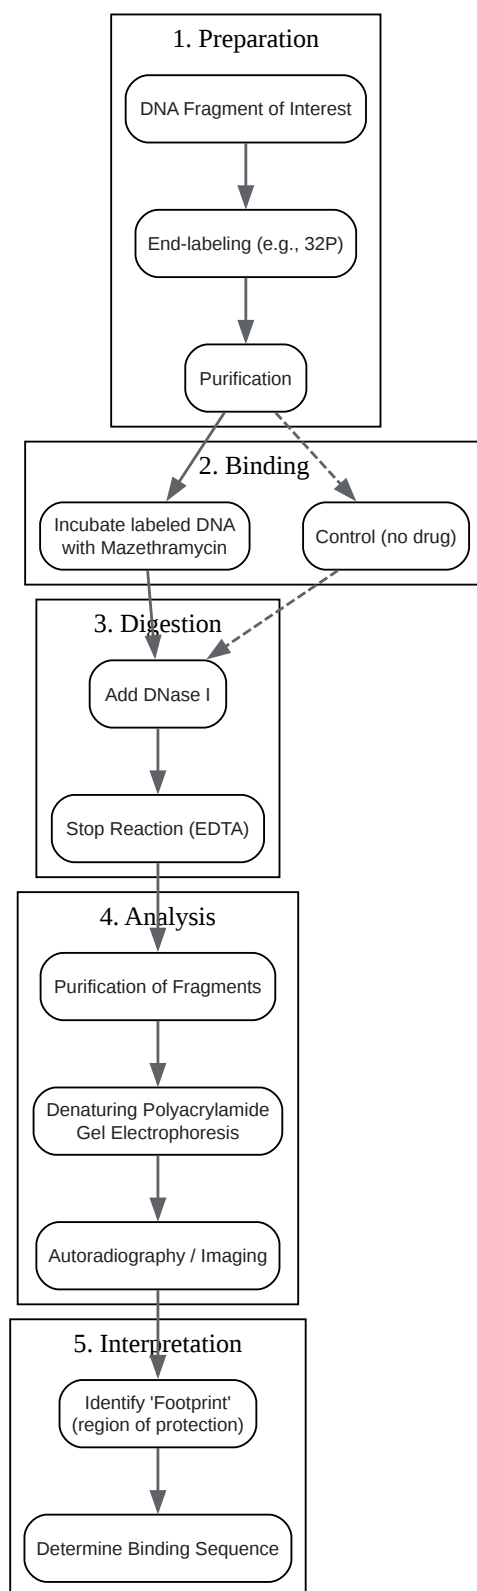 1. Preparation
DNA Fragment of Interest
End-labeling (e.g., 32P)
Purification
2. Binding
Incubate labeled DNA
with Mazethramycin
Control (no drug)
3. Digestion
Add DNase I
Stop Reaction (EDTA)
4. Analysis
Purification of Fragments
Denaturing Polyacrylamide
Gel Electrophoresis
Autoradiography / Imaging
5. Interpretation
Identify 'Footprint'
(region of protection)
Determine Binding Sequence